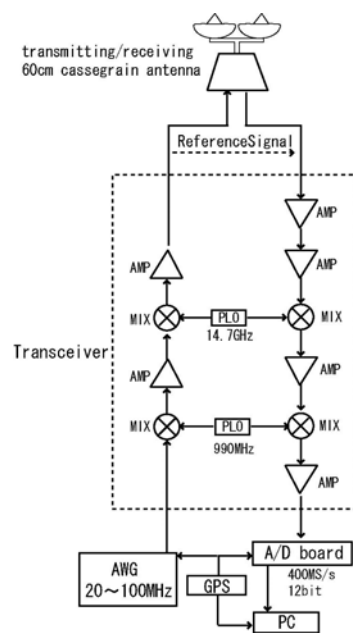 transmitting/receiving
60cm cassegrain antenna
ReferenceSignal
AMP
AMP
AMP
MIX
PLO
MIX
14.7GHz
Transceiver
AMP
AMP
MIX
PLO
MIX
990MHz
AMP
AWG
20～100MHz
GPS
A/D board
400MS/s
12bit
PC